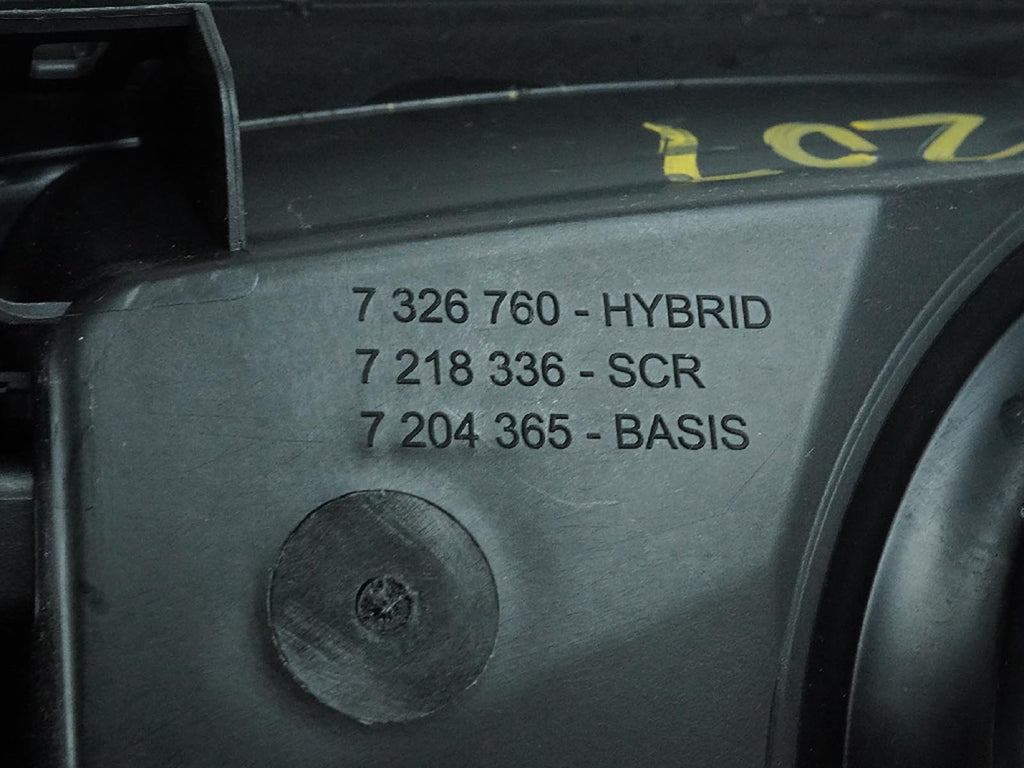 7 326 760 - HYBRID
7 218 336 - SCR
7 204 365 - BASIS